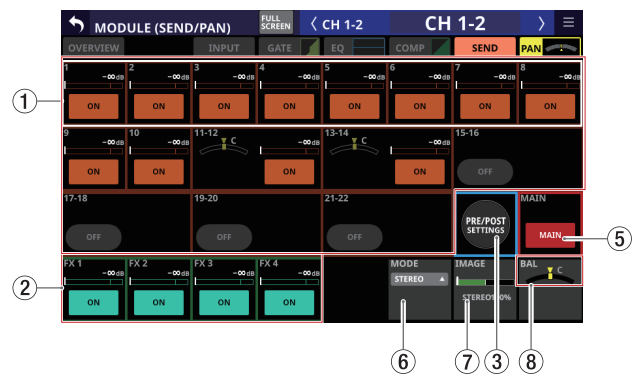 MODULE (SEND/PAN) FULL SCREEN CH 1-2 CH 1-2
OVERVIEW INPUT GATE EQ COMP SEND PAN
1 2 3 4 5 6 7 8
-∞dB -∞dB -∞dB -∞dB -∞dB -∞dB -∞dB -∞dB
ON ON ON ON ON ON ON ON
①
9 10 11-12 13-14 15-16
-∞dB -∞dB C -∞dB C -∞dB
ON ON ON ON OFF
17-18 19-20 21-22 MAIN
PRE/POST
SETTINGS
OFF OFF OFF MAIN
⑤
FX 1 FX 2 FX 3 FX 4 MODE IMAGE BAL
-∞dB -∞dB -∞dB -∞dB STEREO C
②
ON ON ON ON STEREO100%
⑥ ⑦ ③ ⑧